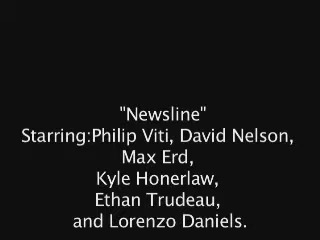 "Newsline"
Starring:Philip Viti, David Nelson,
Max Erd,
Kyle Honerlaw,
Ethan Trudeau,
and Lorenzo Daniels.